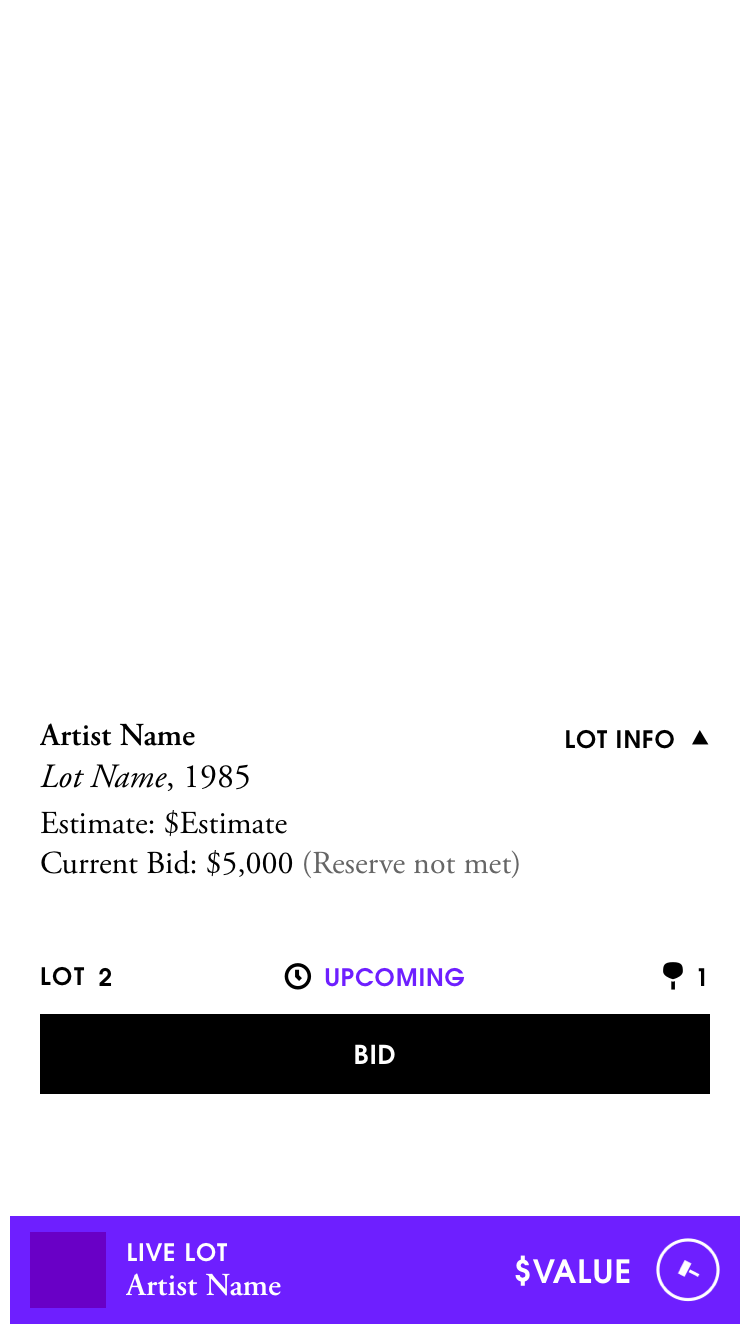 Artist Name
LOT INFO
Lot Name, 1985
Estimate: $Estimate
Current Bid: $5,000 (Reserve not met)
LOT 2
UPCOMING
1
BID
LIVE LOT
Artist Name
$VALUE